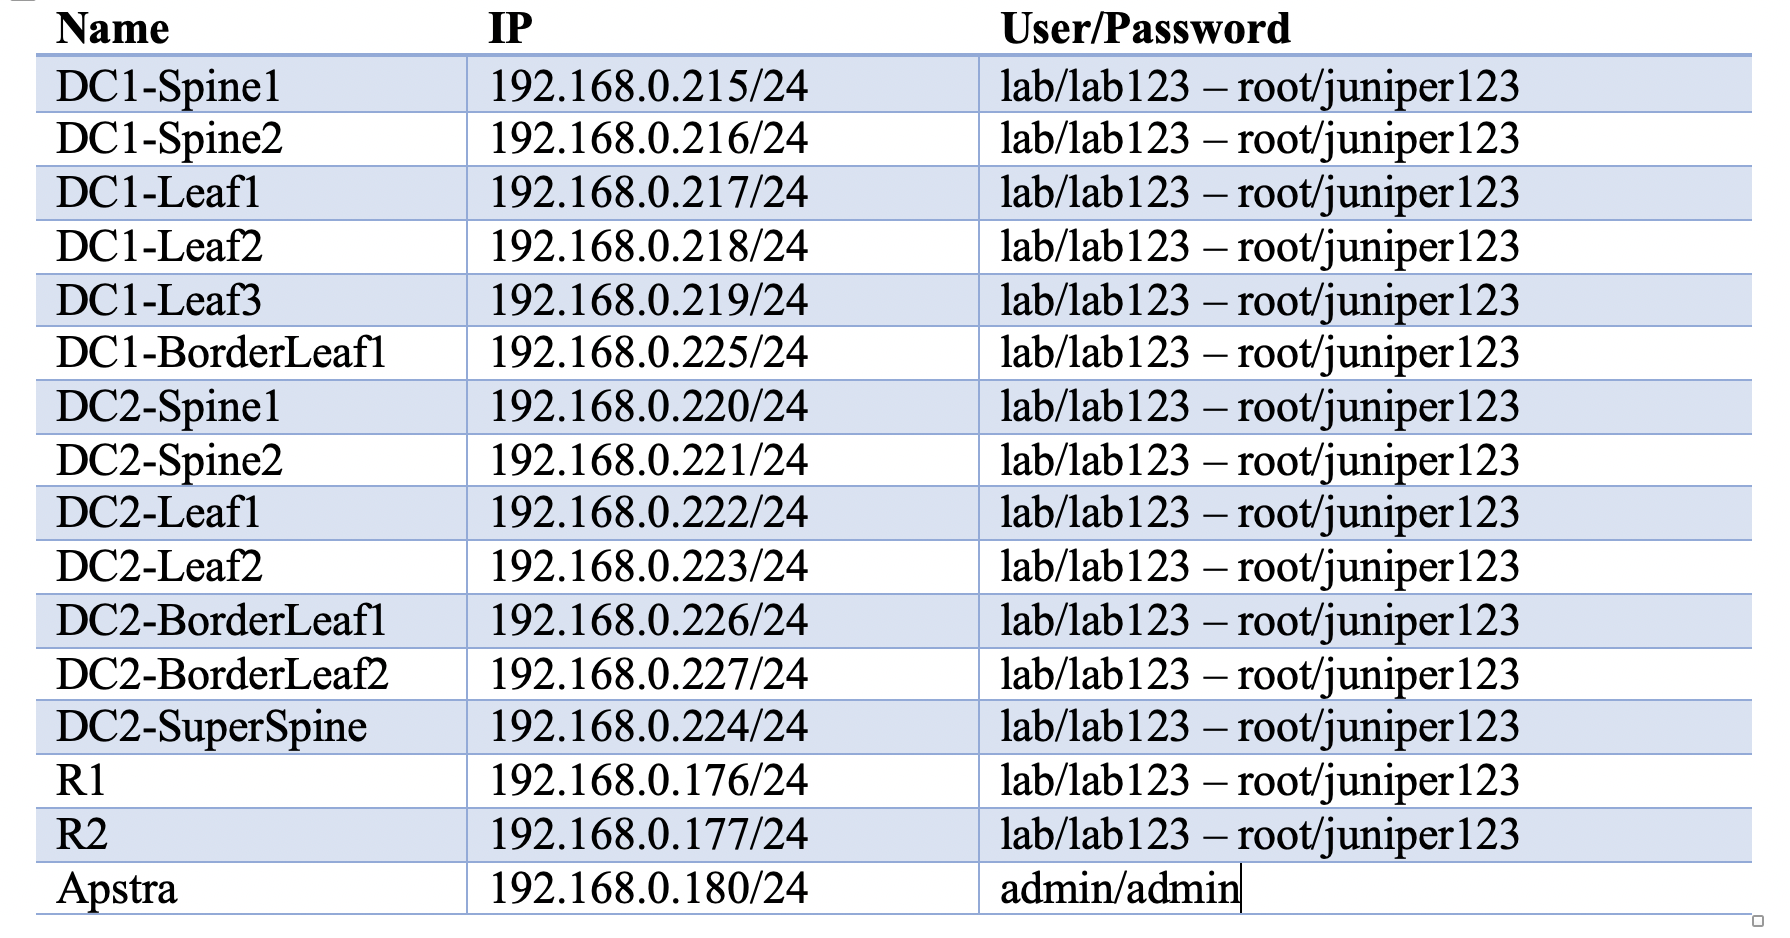 Name IP User/Password
DC1-Spine1 192.168.0.215/24 lab/lab123 – root/juniper123
DC1-Spine2 192.168.0.216/24 lab/lab123 – root/juniper123
DC1-Leaf1 192.168.0.217/24 lab/lab123 – root/juniper123
DC1-Leaf2 192.168.0.218/24 lab/lab123 – root/juniper123
DC1-Leaf3 192.168.0.219/24 lab/lab123 – root/juniper123
DC1-BorderLeaf1 192.168.0.225/24 lab/lab123 – root/juniper123
DC2-Spine1 192.168.0.220/24 lab/lab123 – root/juniper123
DC2-Spine2 192.168.0.221/24 lab/lab123 – root/juniper123
DC2-Leaf1 192.168.0.222/24 lab/lab123 – root/juniper123
DC2-Leaf2 192.168.0.223/24 lab/lab123 – root/juniper123
DC2-BorderLeaf1 192.168.0.226/24 lab/lab123 – root/juniper123
DC2-BorderLeaf2 192.168.0.227/24 lab/lab123 – root/juniper123
DC2-SuperSpine 192.168.0.224/24 lab/lab123 – root/juniper123
R1 192.168.0.176/24 lab/lab123 – root/juniper123
R2 192.168.0.177/24 lab/lab123 – root/juniper123
Apstra 192.168.0.180/24 admin/admin